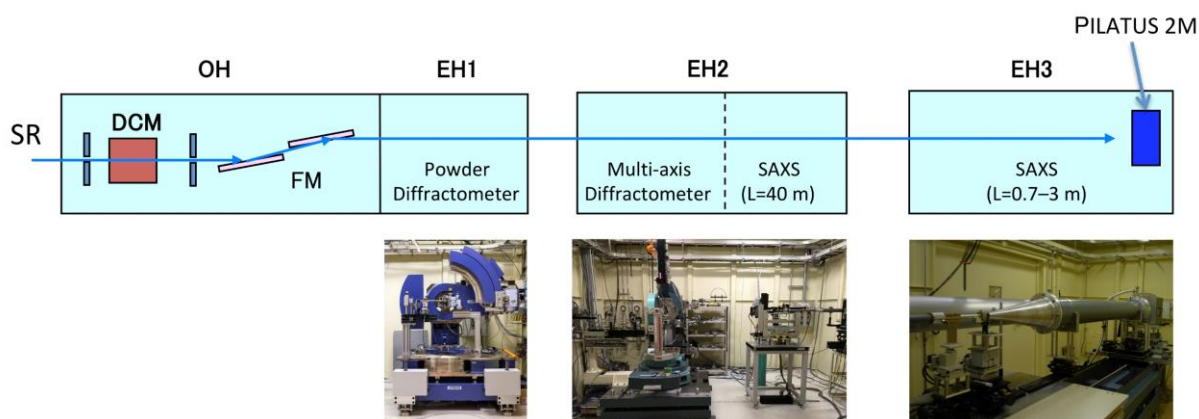 PILATUS 2M
OH
EH1
EH2
EH3
SR
DCM
FM
Powder
Diffractometer
Multi-axis
Diffractometer
SAXS
(L=40 m)
SAXS
(L=0.7–3 m)